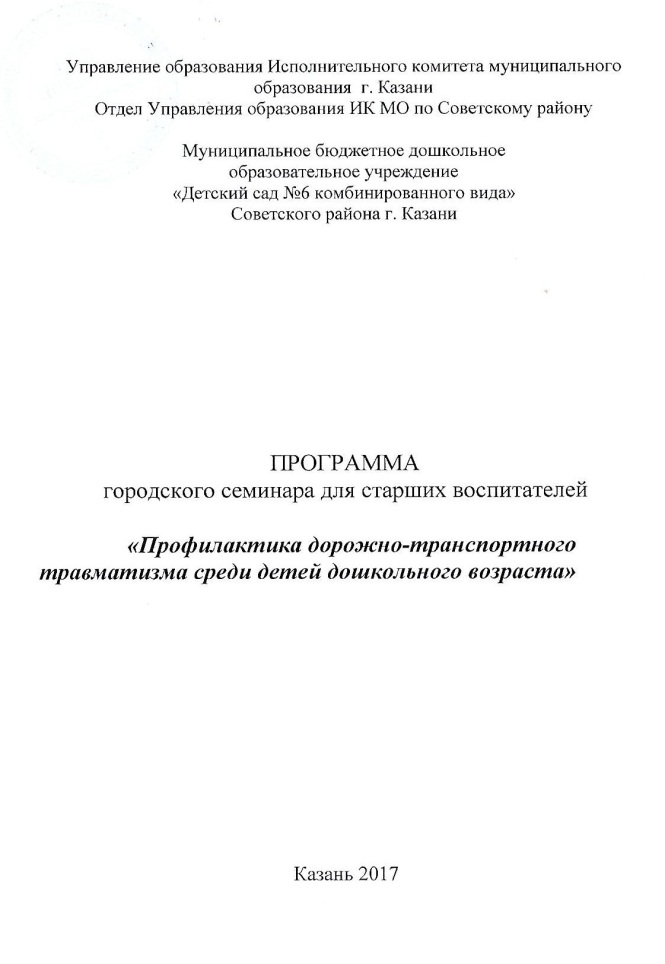 Управление образования Исполнительного комитета муниципального
образования г. Казани
Отдел Управления образования ИК МО по Советскому району
Муниципальное бюджетное дошкольное
образовательное учреждение
«Детский сад №6 комбинированного вида»
Советского района г. Казани
ПРОГРАММА
городского семинара для старших воспитателей
«Профилактика дорожно-транспортного
травматизма среди детей дошкольного возраста»
Казань 2017